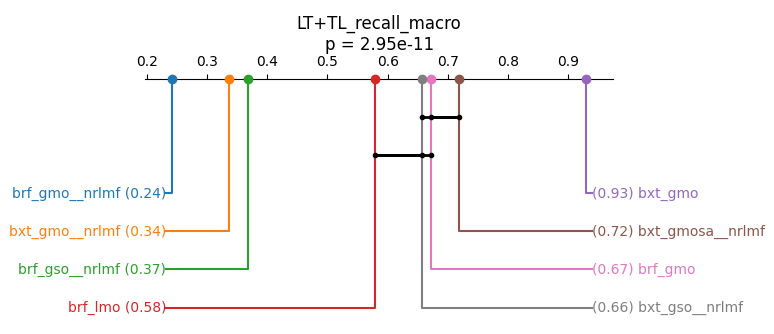 LT+TL_recall_macro
p = 2.95e-11
0.2 0.3 0.4 0.5 0.6 0.7 0.8 0.9
brf_gmo__nrlmf (0.24) (0.93) bxt_gmo
bxt_gmo__nrlmf (0.34) (0.72) bxt_gmosa__nrlmf
brf_gso__nrlmf (0.37) (0.67) brf_gmo
brf_lmo (0.58) (0.66) bxt_gso__nrlmf